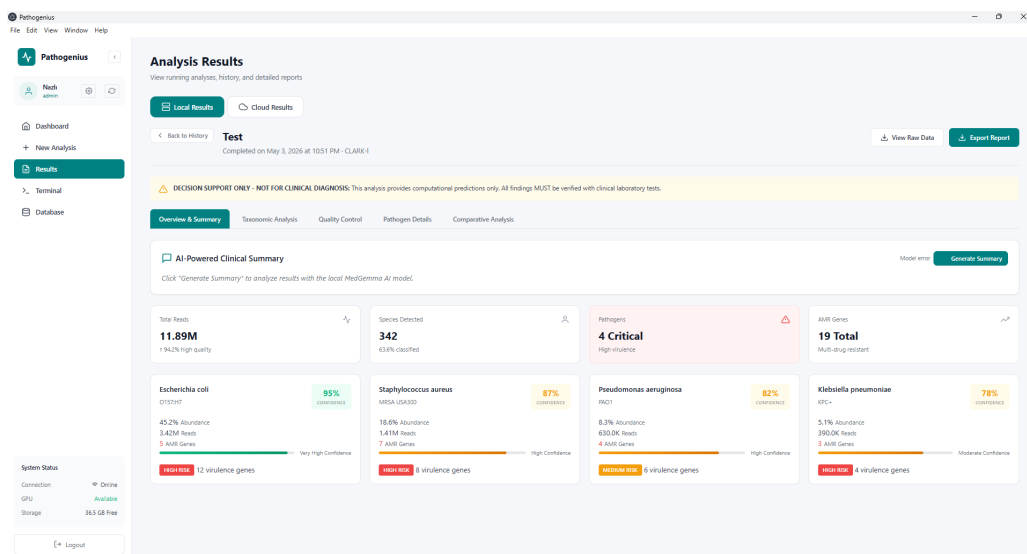 Pathogenius
File Edit View Window Help
Pathogenius
Nazlı
admin
Dashboard
New Analysis
Results
Terminal
Database
System Status
Connection Online
GPU Available
Storage 36.5 GB Free
Logout
Analysis Results
View running analyses, history, and detailed reports
Local Results Cloud Results
Back to History Test
Completed on May 3, 2026 at 10:51 PM · CLARK-l
View Raw Data Export Report
DECISION SUPPORT ONLY - NOT FOR CLINICAL DIAGNOSIS: This analysis provides computational predictions only. All findings MUST be verified with clinical laboratory tests.
Overview & Summary Taxonomic Analysis Quality Control Pathogen Details Comparative Analysis
AI-Powered Clinical Summary
Model error Generate Summary
Click "Generate Summary" to analyze results with the local MedGemma AI model.
Total Reads
11.89M
↑ 94.2% high quality
Species Detected
342
63.6% classified
Pathogens
4 Critical
High virulence
AMR Genes
19 Total
Multi-drug resistant
Escherichia coli
O157:H7
95%
CONFIDENCE
45.2% Abundance
3.42M Reads
5 AMR Genes
Very High Confidence
HIGH RISK 12 virulence genes
Staphylococcus aureus
MRSA USA300
87%
CONFIDENCE
18.6% Abundance
1.41M Reads
7 AMR Genes
High Confidence
HIGH RISK 8 virulence genes
Pseudomonas aeruginosa
PAO1
82%
CONFIDENCE
8.3% Abundance
630.0K Reads
4 AMR Genes
High Confidence
MEDIUM RISK 6 virulence genes
Klebsiella pneumoniae
KPC+
78%
CONFIDENCE
5.1% Abundance
390.0K Reads
3 AMR Genes
Moderate Confidence
HIGH RISK 4 virulence genes